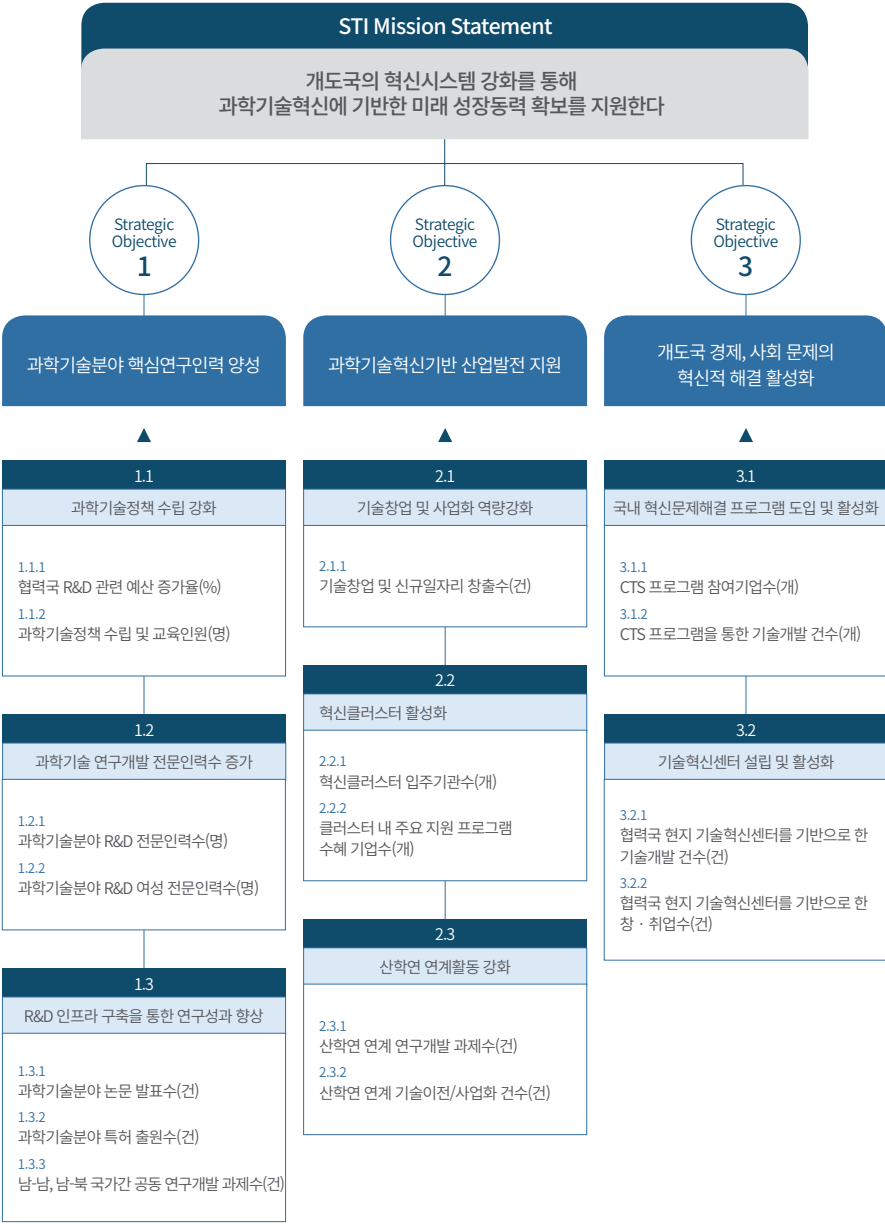 STI Mission Statement
개도국의 혁신시스템 강화를 통해
과학기술혁신에 기반한 미래 성장동력 확보를 지원한다
Strategic
Objective
1
과학기술분야 핵심연구인력 양성
1.1
과학기술정책 수립 강화
1.1.1
협력국 R&D 관련 예산 증가율(%)
1.1.2
과학기술정책 수립 및 교육인원(명)
1.2
과학기술 연구개발 전문인력수 증가
1.2.1
과학기술분야 R&D 전문인력수(명)
1.2.2
과학기술분야 R&D 여성 전문인력수(명)
1.3
R&D 인프라 구축을 통한 연구성과 향상
1.3.1
과학기술분야 논문 발표수(건)
1.3.2
과학기술분야 특허 출원수(건)
1.3.3
남-남, 남-북 국가간 공동 연구개발 과제수(건)
Strategic
Objective
2
과학기술혁신기반 산업발전 지원
2.1
기술창업 및 사업화 역량강화
2.1.1
기술창업 및 신규일자리 창출수(건)
2.2
혁신클러스터 활성화
2.2.1
혁신클러스터 입주기관수(개)
2.2.2
클러스터 내 주요 지원 프로그램
수혜 기업수(개)
2.3
산학연 연계활동 강화
2.3.1
산학연 연계 연구개발 과제수(건)
2.3.2
산학연 연계 기술이전/사업화 건수(건)
Strategic
Objective
3
개도국 경제, 사회 문제의
혁신적 해결 활성화
3.1
국내 혁신문제해결 프로그램 도입 및 활성화
3.1.1
CTS 프로그램 참여기업수(개)
3.1.2
CTS 프로그램을 통한 기술개발 건수(개)
3.2
기술혁신센터 설립 및 활성화
3.2.1
협력국 현지 기술혁신센터를 기반으로 한
기술개발 건수(건)
3.2.2
협력국 현지 기술혁신센터를 기반으로 한
창 · 취업수(건)